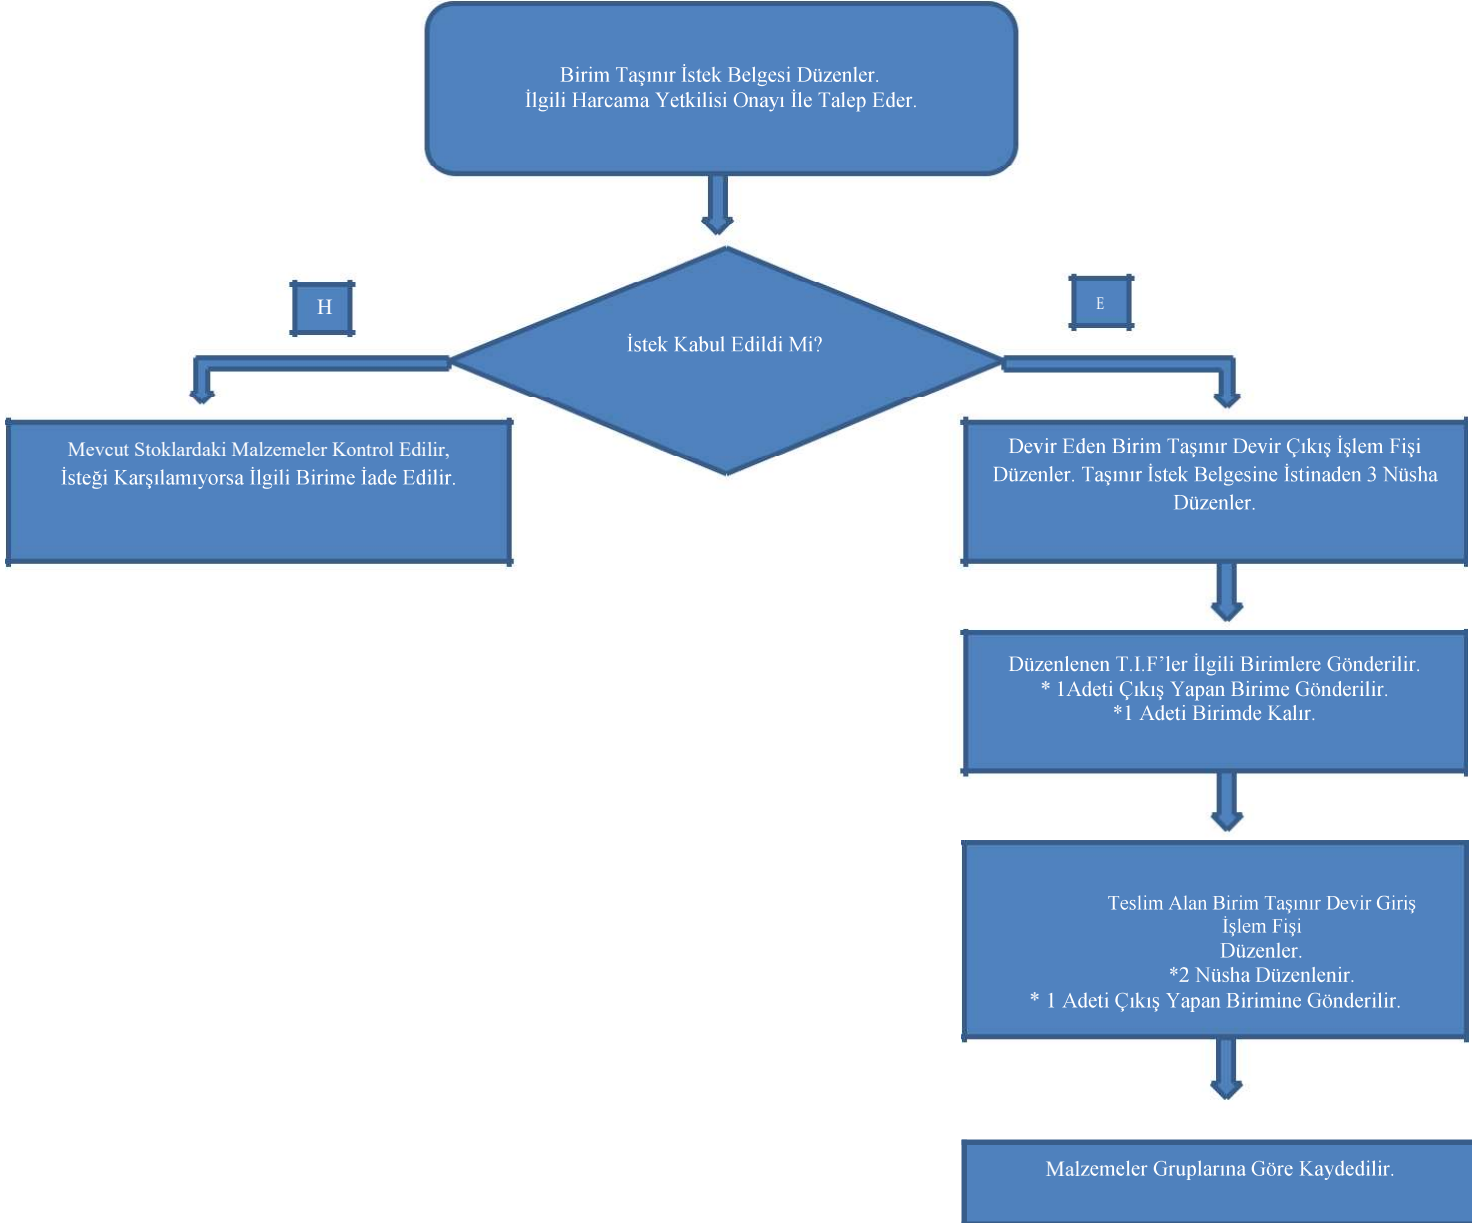 Birim Taşınır İstek Belgesi Düzenler.
İlgili Harcama Yetkilisi Onayı İle Talep Eder.
H
E
İstek Kabul Edildi Mi?
Mevcut Stoklardaki Malzemeler Kontrol Edilir,
İsteği Karşılamıyorsa İlgili Birime İade Edilir.
Devir Eden Birim Taşınır Devir Çıkış İşlem Fişi
Düzenler. Taşınır İstek Belgesine İstinaden 3 Nüsha
Düzenler.
Düzenlenen T.I.F’ler İlgili Birimlere Gönderilir.
* 1Adeti Çıkış Yapan Birime Gönderilir.
*1 Adeti Birimde Kalır.
Teslim Alan Birim Taşınır Devir Giriş
İşlem Fişi
Düzenler.
*2 Nüsha Düzenlenir.
* 1 Adeti Çıkış Yapan Birimine Gönderilir.
Malzemeler Gruplarına Göre Kaydedilir.